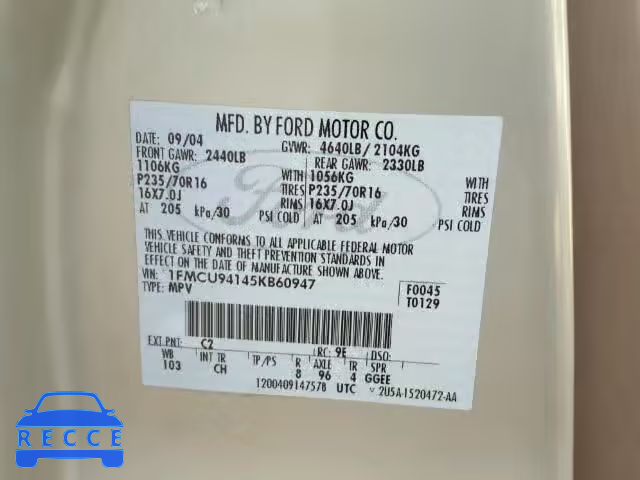 MFD. BY FORD MOTOR CO.
DATE: 09/04 GVWR: 4640LB/2104KG
FRONT GAWR: 2440LB REAR GAWR: 2330LB
1106KG WITH 1056KG WITH
P235/70R16 TIRES P235/70R16 TIRES
16X7.0J RIMS 16X7.0J RIMS
AT 205 kPa/30 PSI COLD AT 205 kPa/30 PSI COLD
THIS VEHICLE CONFORMS TO ALL APPLICABLE FEDERAL MOTOR
VEHICLE SAFETY AND THEFT PREVENTION STANDARDS IN
EFFECT ON THE DATE OF MANUFACTURE SHOWN ABOVE.
VIN: 1FMCU94145KB60947 F0045
TYPE: MPV T0129
EXT PNT: C2 RC: 9E DSO:
WB INT TR TP/PS R AXLE TR SPR
103 CH 8 96 4 GGEE
1200409147578 UTC 2U5A-1520472-AA
Ford
RECCE